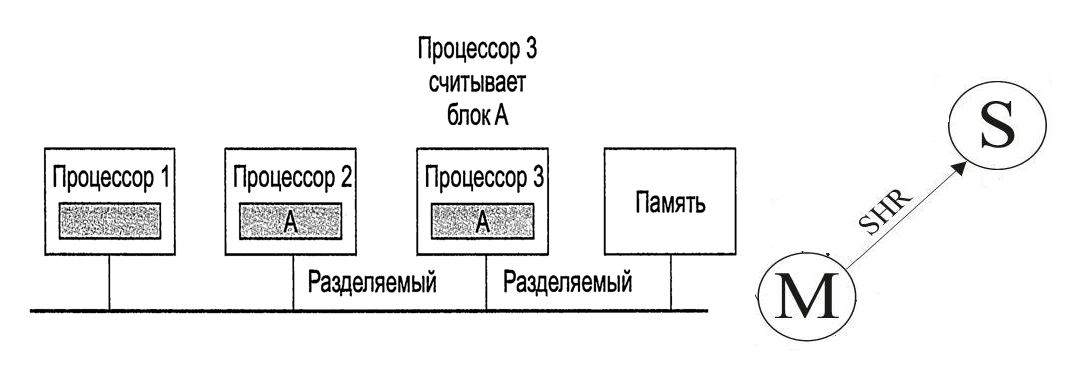 Процессор 3
считывает
блок А
Процессор 1
Процессор 2
Процессор 3
Память
А
А
Разделяемый
Разделяемый
S
SHR
M